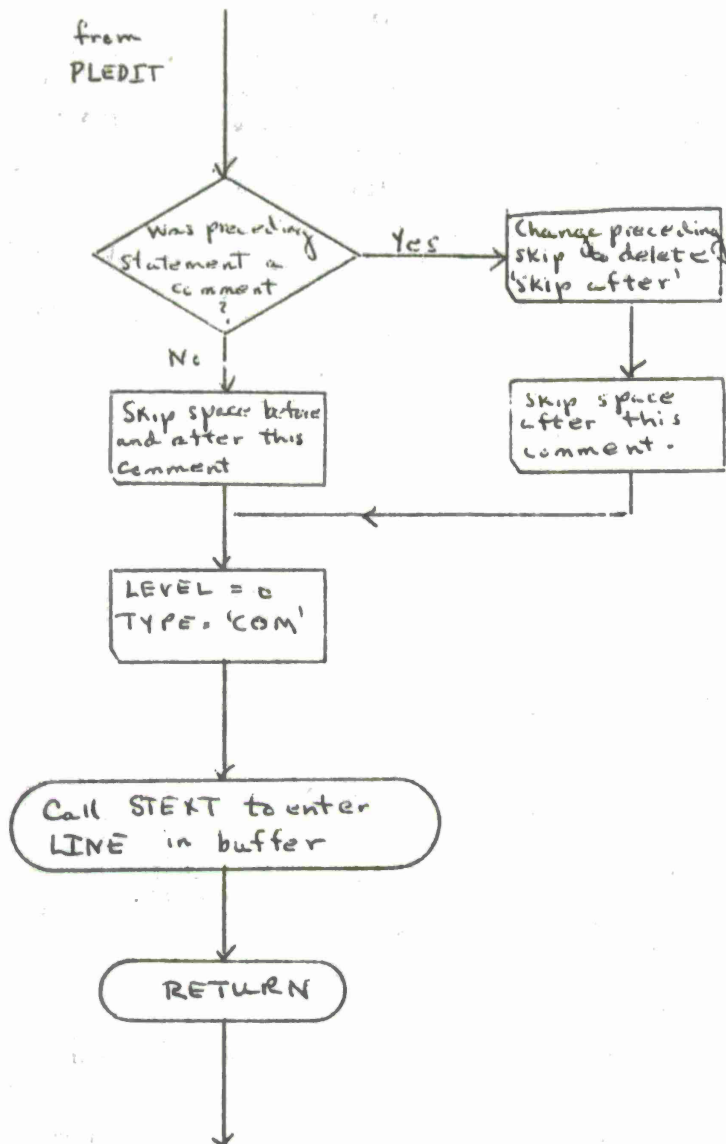 from
PLEDIT
Was preceding
statement a
comment
?
Yes
Change preceding
skip to delete
'skip after'
No
Skip space before
and after this
comment
Skip space
after this
comment.
LEVEL = 0
TYPE = 'COM'
Call STEXT to enter
LINE in buffer
RETURN